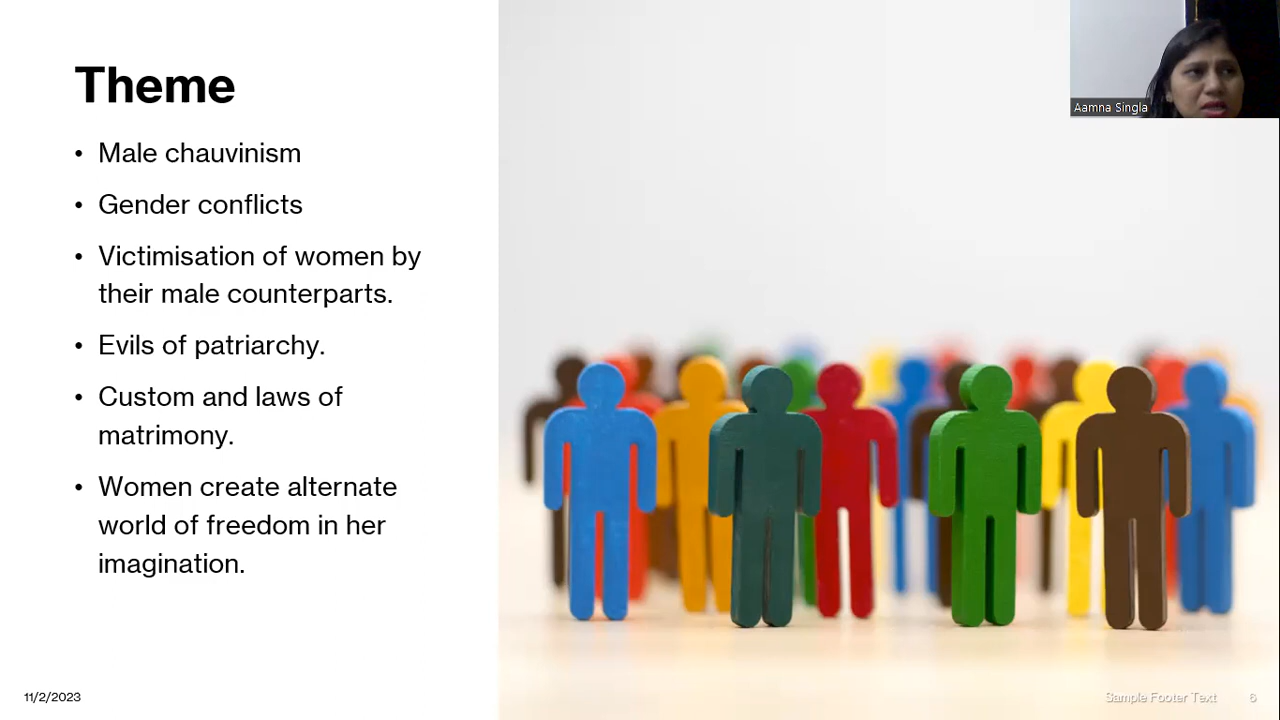 Theme
Aamna Singla
• Male chauvinism
• Gender conflicts
• Victimisation of women by
their male counterparts.
• Evils of patriarchy.
• Custom and laws of
matrimony.
• Women create alternate
world of freedom in her
imagination.
11/2/2023
Sample Footer Text
6